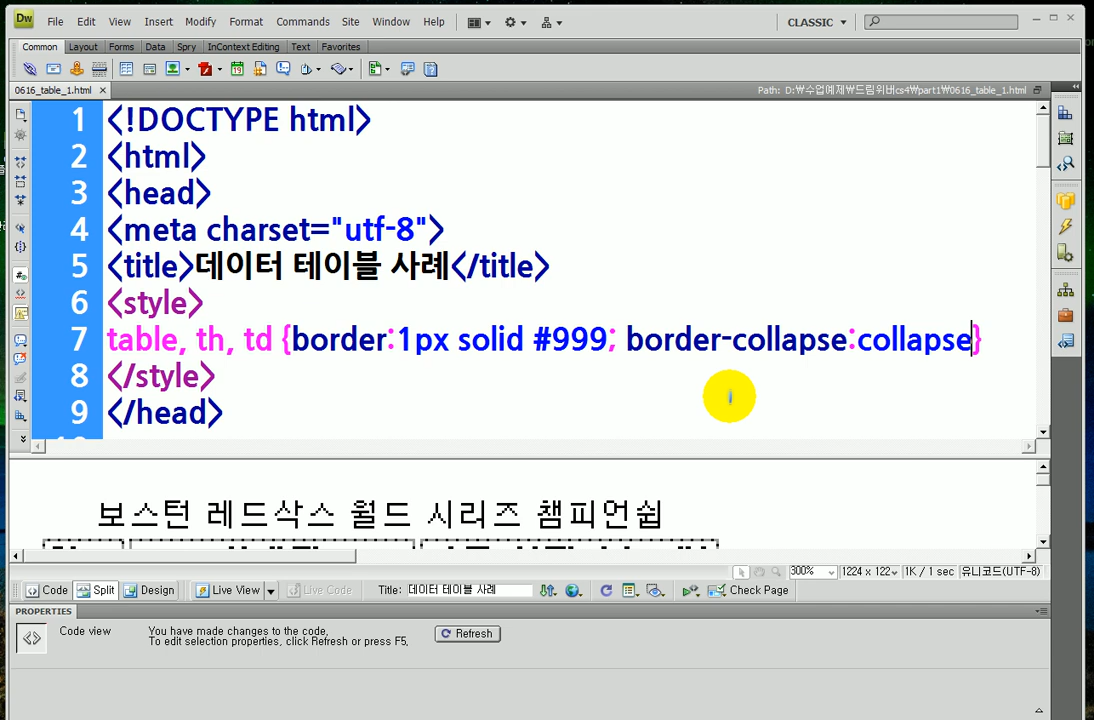 Dw File Edit View Insert Modify Format Commands Site Window Help CLASSIC
Common Layout Forms Data Spry InContext Editing Text Favorites
0616_table_1.html Path: D:₩수업예제₩드림위버cs4₩part1₩0616_table_1.html
1 <!DOCTYPE html>
2 <html>
3 <head>
4 <meta charset="utf-8">
5 <title>데이터 테이블 사례</title>
6 <style>
7 table, th, td {border:1px solid #999; border-collapse:collapse}
8 </style>
9 </head>
보스턴 레드삭스 월드 시리즈 챔피언쉽
300% 1224 x 122 1K / 1 sec 유니코드(UTF-8)
Code Split Design Live View Live Code Title: 데이터 테이블 사례 Check Page
PROPERTIES
Code view You have made changes to the code, Refresh
To edit selection properties, click Refresh or press F5,